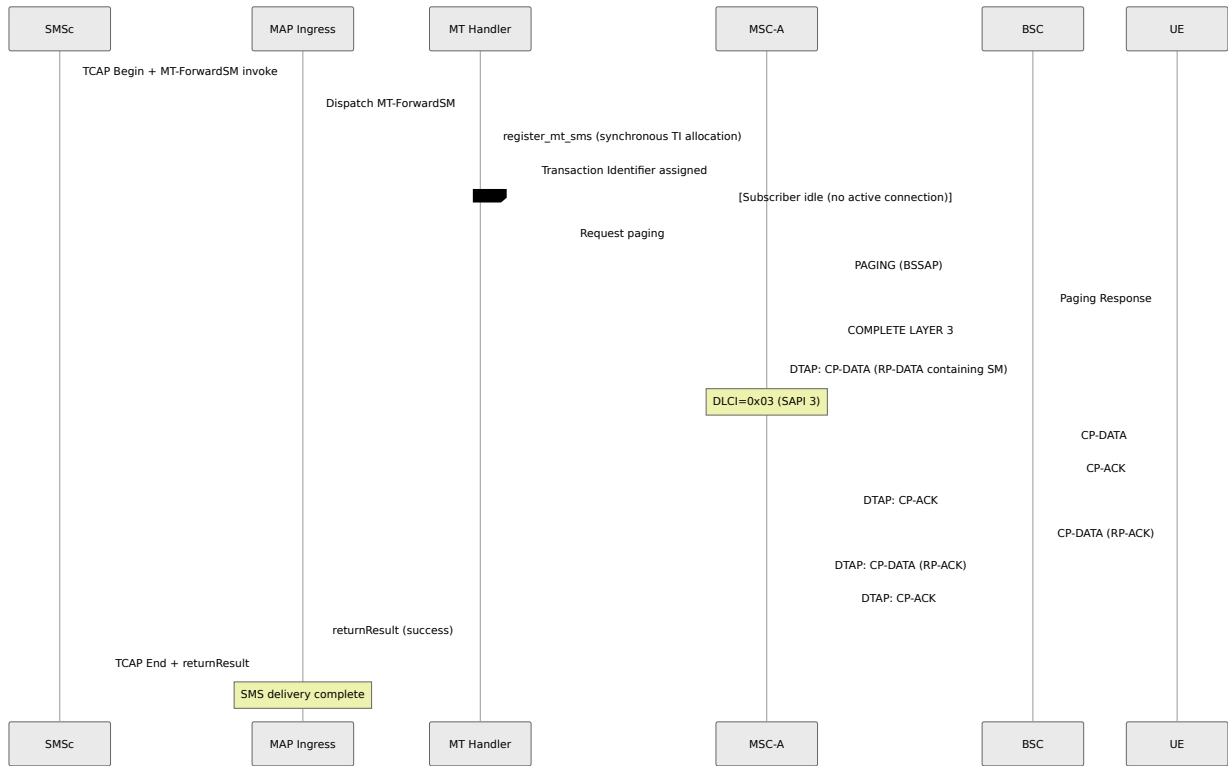 SMSc
MAP Ingress
MT Handler
MSC-A
BSC
UE
TCAP Begin + MT-ForwardSM invoke
Dispatch MT-ForwardSM
register_mt_sms (synchronous TI allocation)
Transaction Identifier assigned
[Subscriber idle (no active connection)]
Request paging
PAGING (BSSAP)
Paging Response
COMPLETE LAYER 3
DTAP: CP-DATA (RP-DATA containing SM)
DLCI=0x03 (SAPI 3)
CP-DATA
CP-ACK
DTAP: CP-ACK
CP-DATA (RP-ACK)
DTAP: CP-DATA (RP-ACK)
DTAP: CP-ACK
returnResult (success)
TCAP End + returnResult
SMS delivery complete
SMSc
MAP Ingress
MT Handler
MSC-A
BSC
UE